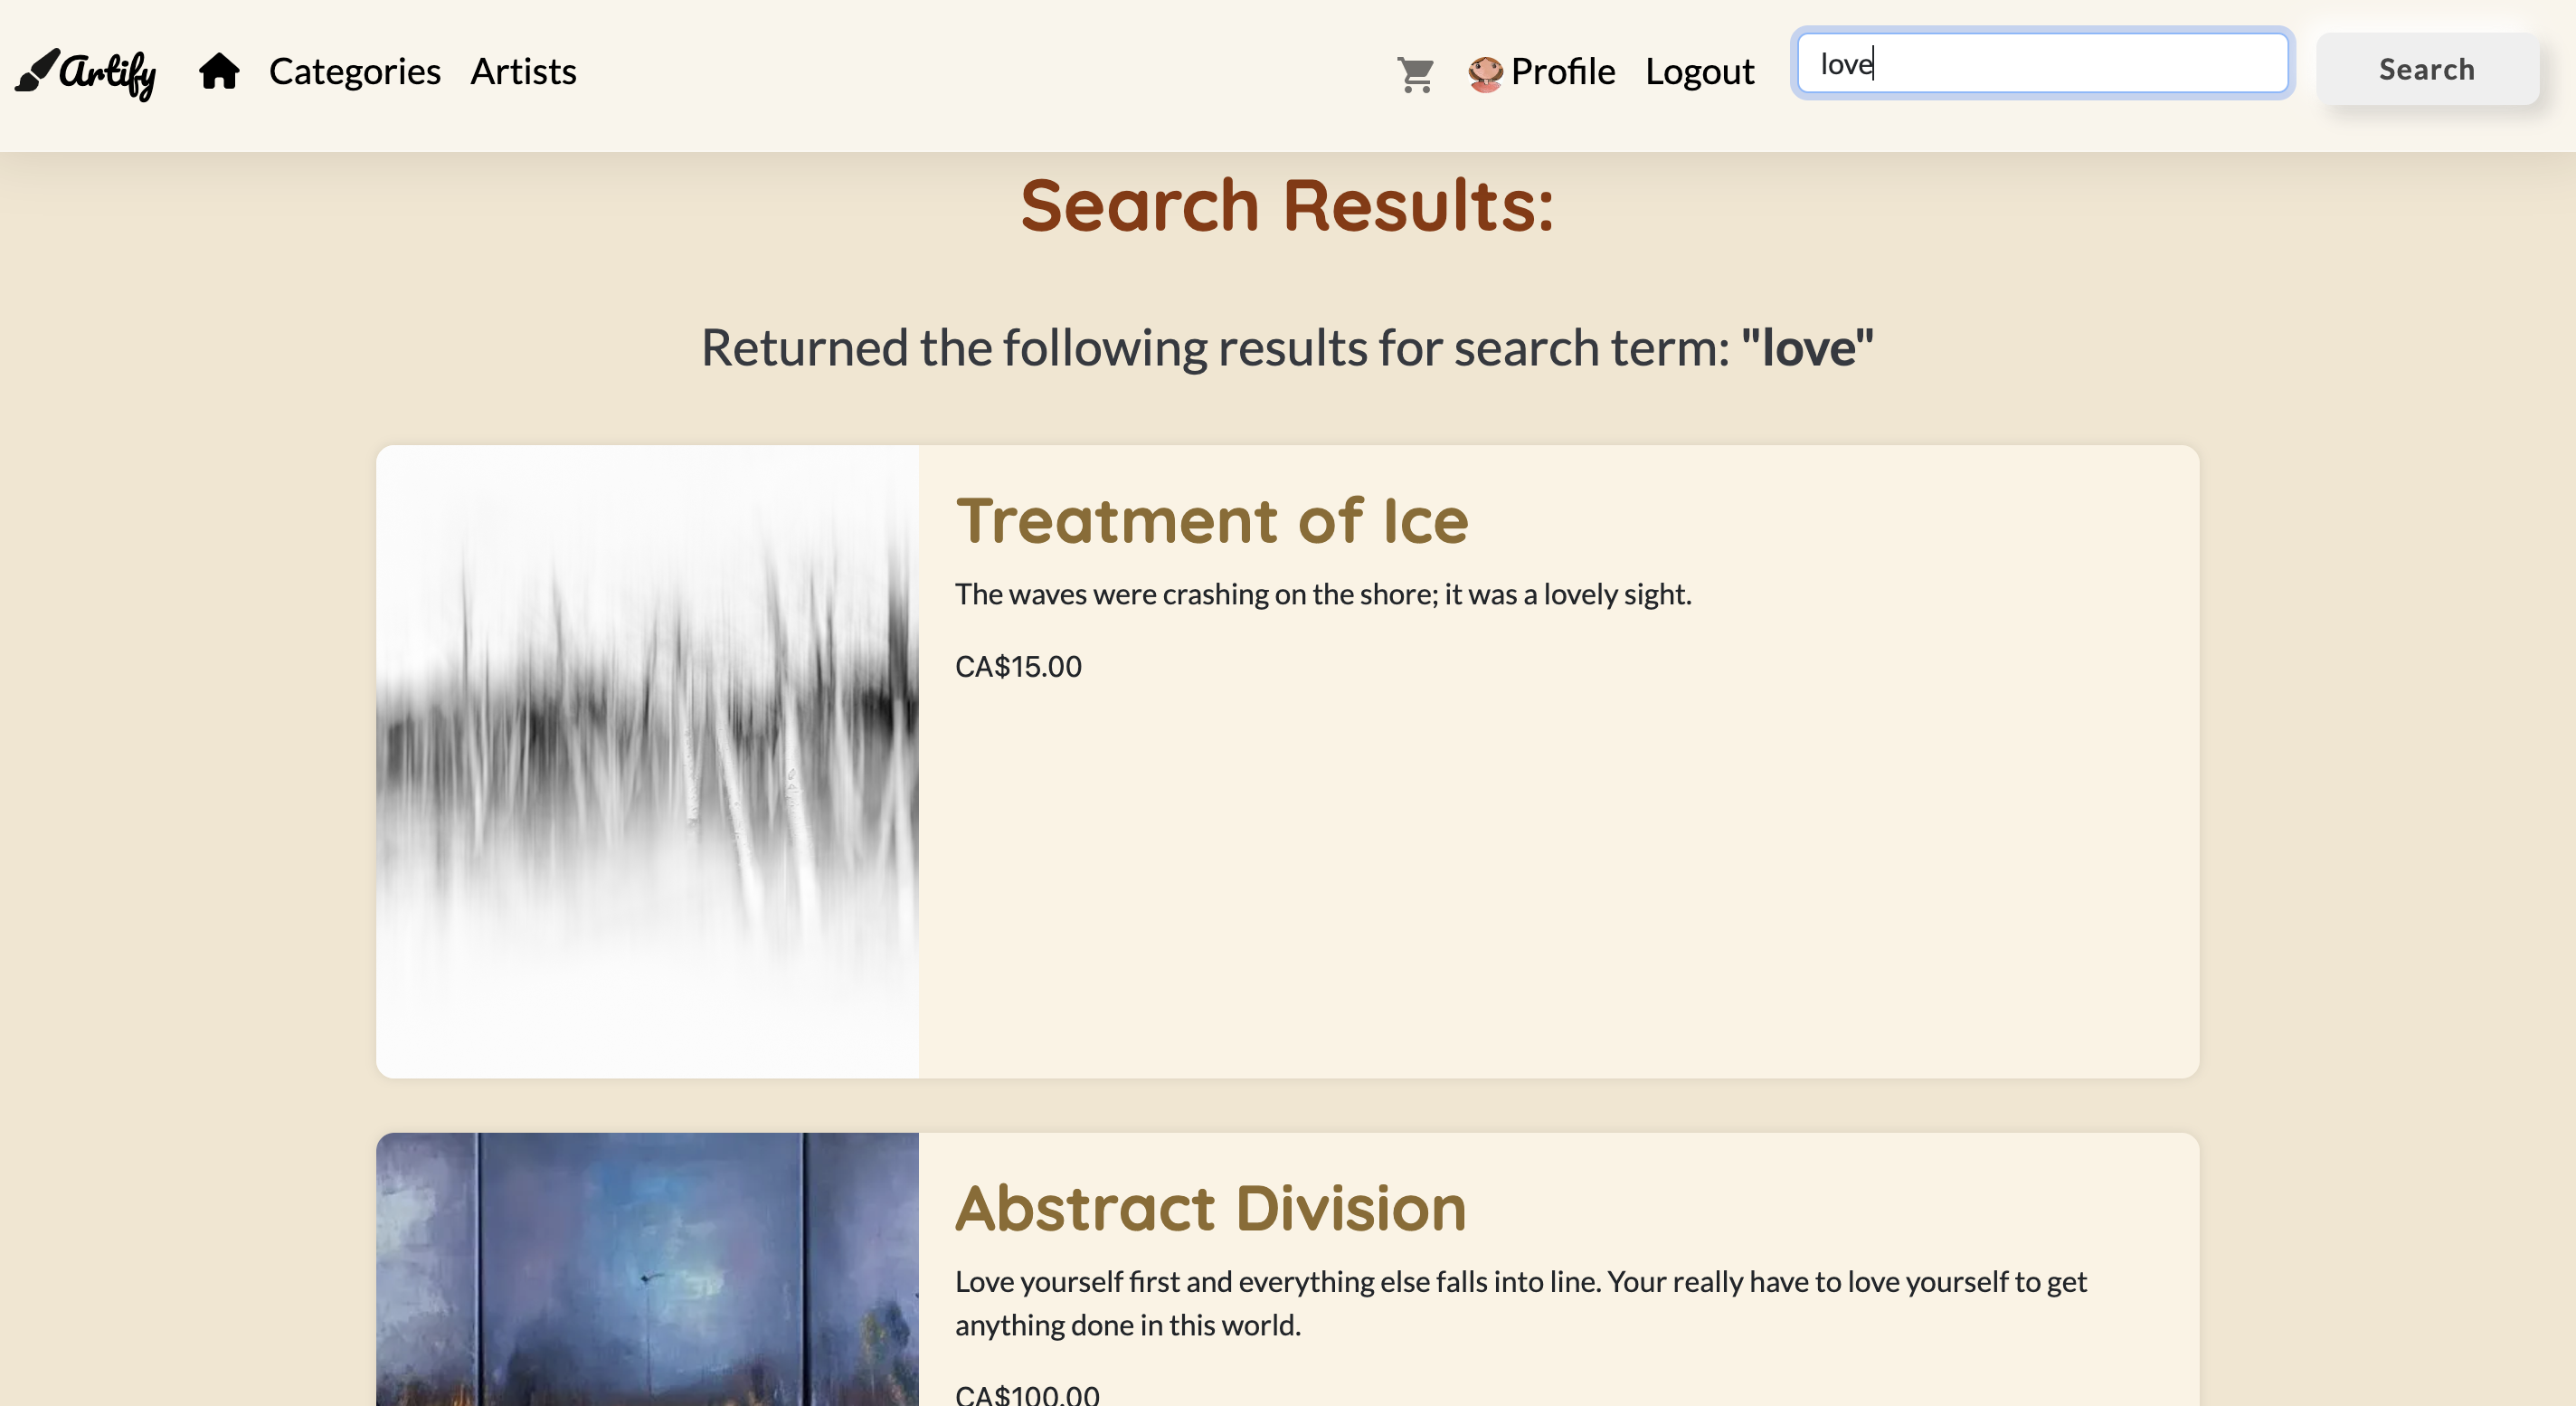 Artify
Categories
Artists
Profile
Logout
love
Search
Search Results:
Returned the following results for search term: "love"
Treatment of Ice
The waves were crashing on the shore; it was a lovely sight.
CA$15.00
Abstract Division
Love yourself first and everything else falls into line. Your really have to love yourself to get
anything done in this world.
CA$100.00